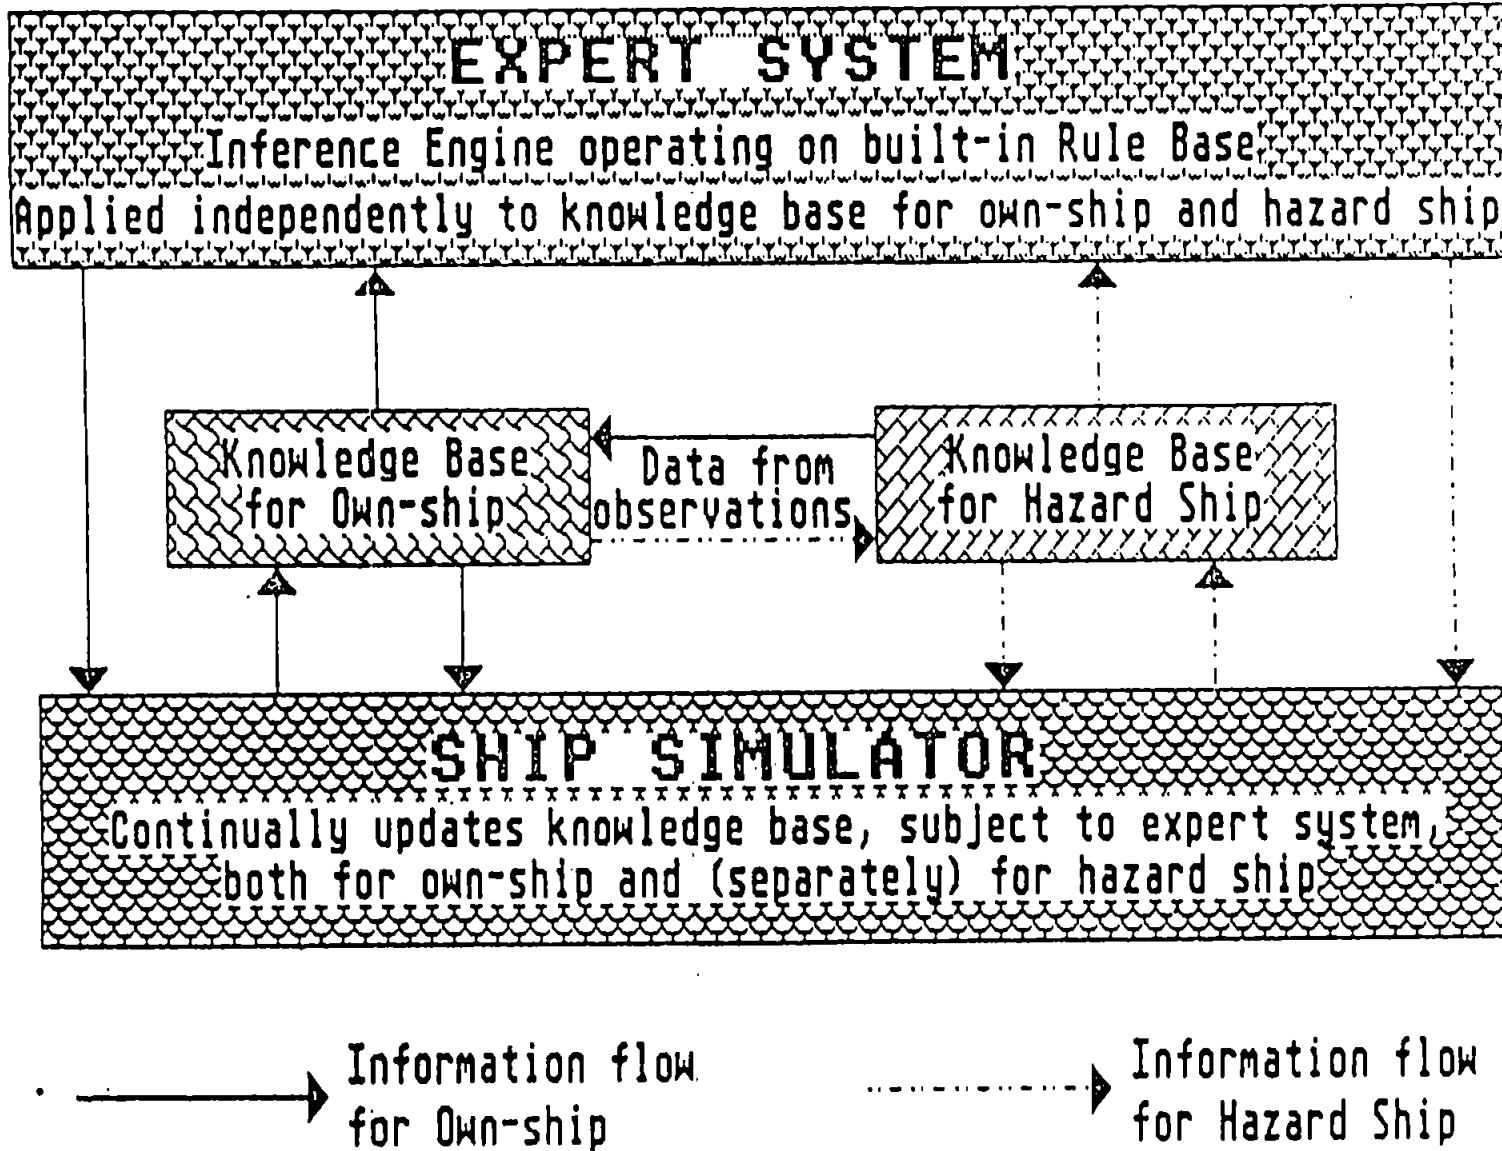 EXPERT SYSTEM
Inference Engine operating on built-in Rule Base
Applied independently to knowledge base for own-ship and hazard ship
Knowledge Base
for Own-ship
Data from
observations
Knowledge Base
for Hazard Ship
SHIP SIMULATOR
Continually updates knowledge base, subject to expert system,
both for own-ship and (separately) for hazard ship
Information flow
for Own-ship
Information flow
for Hazard Ship